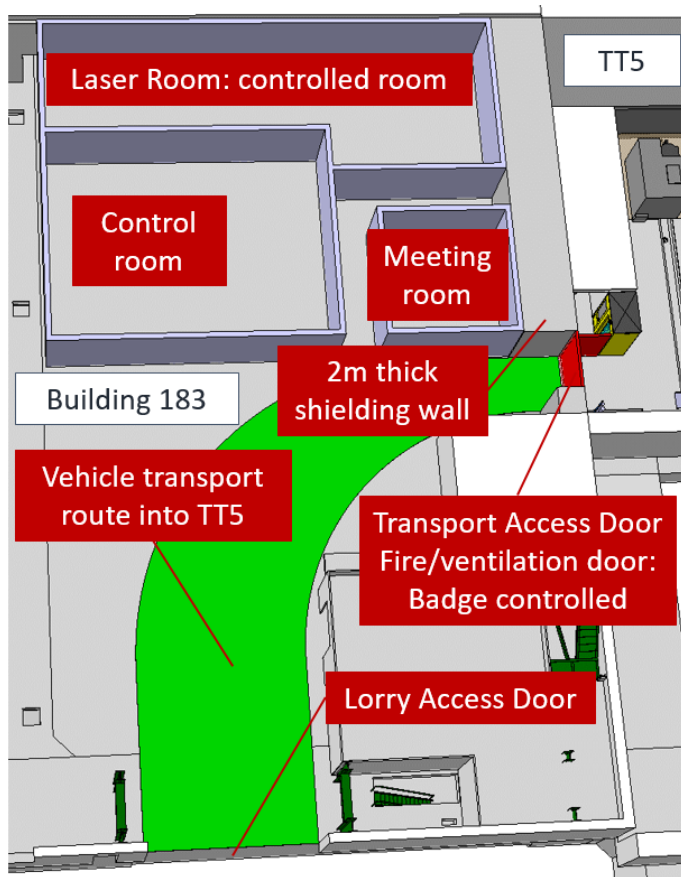 Laser Room: controlled room
TT5
Control
room
Meeting
room
2m thick
shielding wall
Building 183
Vehicle transport
route into TT5
Transport Access Door
Fire/ventilation door:
Badge controlled
Lorry Access Door